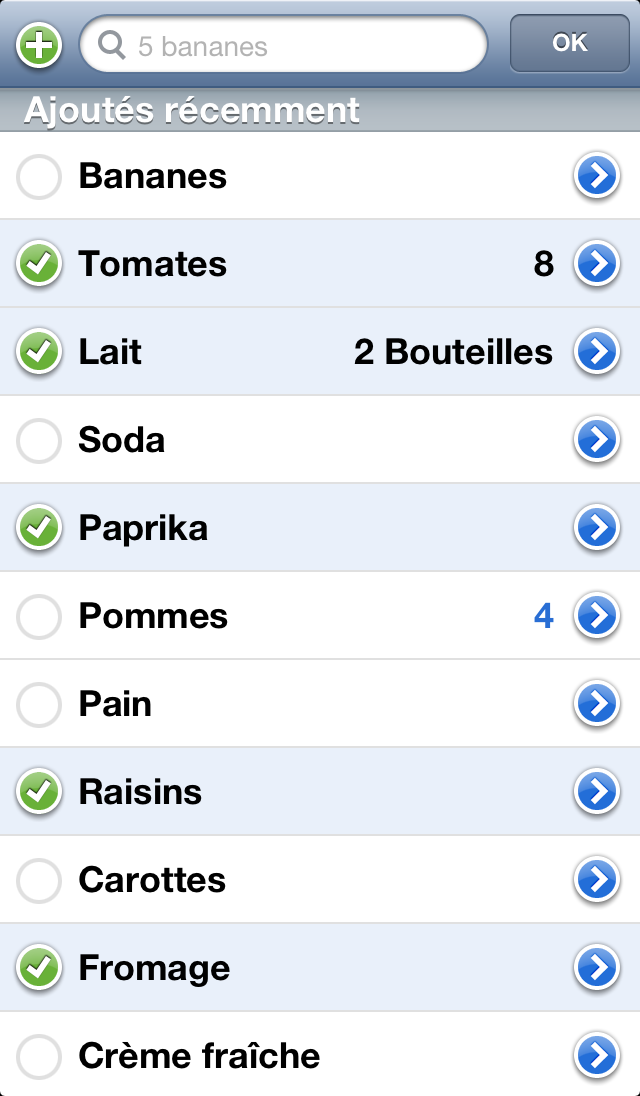 5 bananes
OK
Ajoutés récemment
Bananes
Tomates 8
Lait 2 Bouteilles
Soda
Paprika
Pommes 4
Pain
Raisins
Carottes
Fromage
Crème fraîche